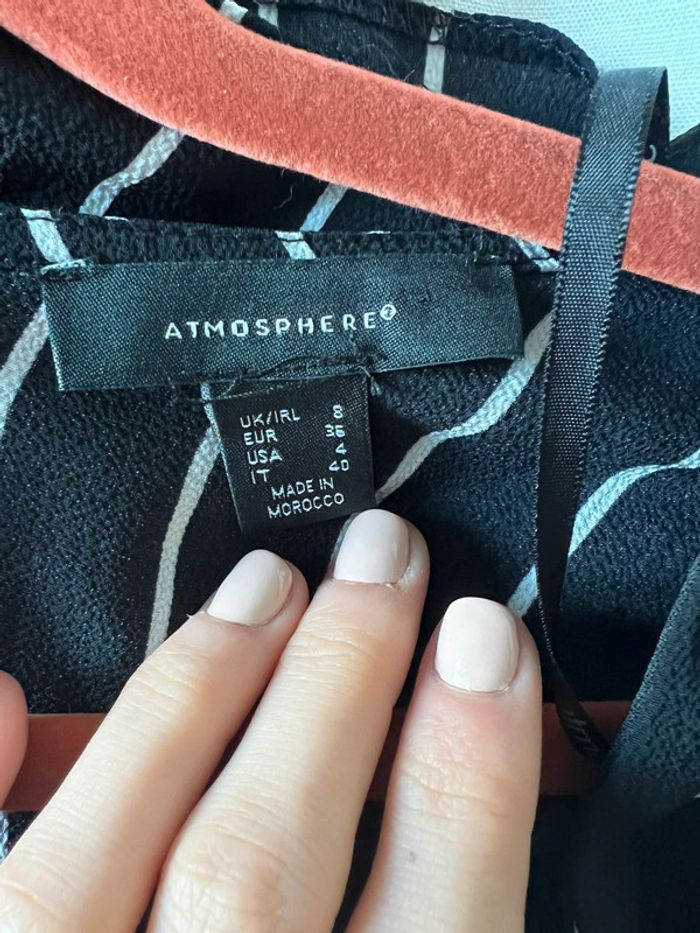 ATMOSPHERE
UK/IRL 8
EUR 36
USA 4
IT 40
MADE IN
MOROCCO